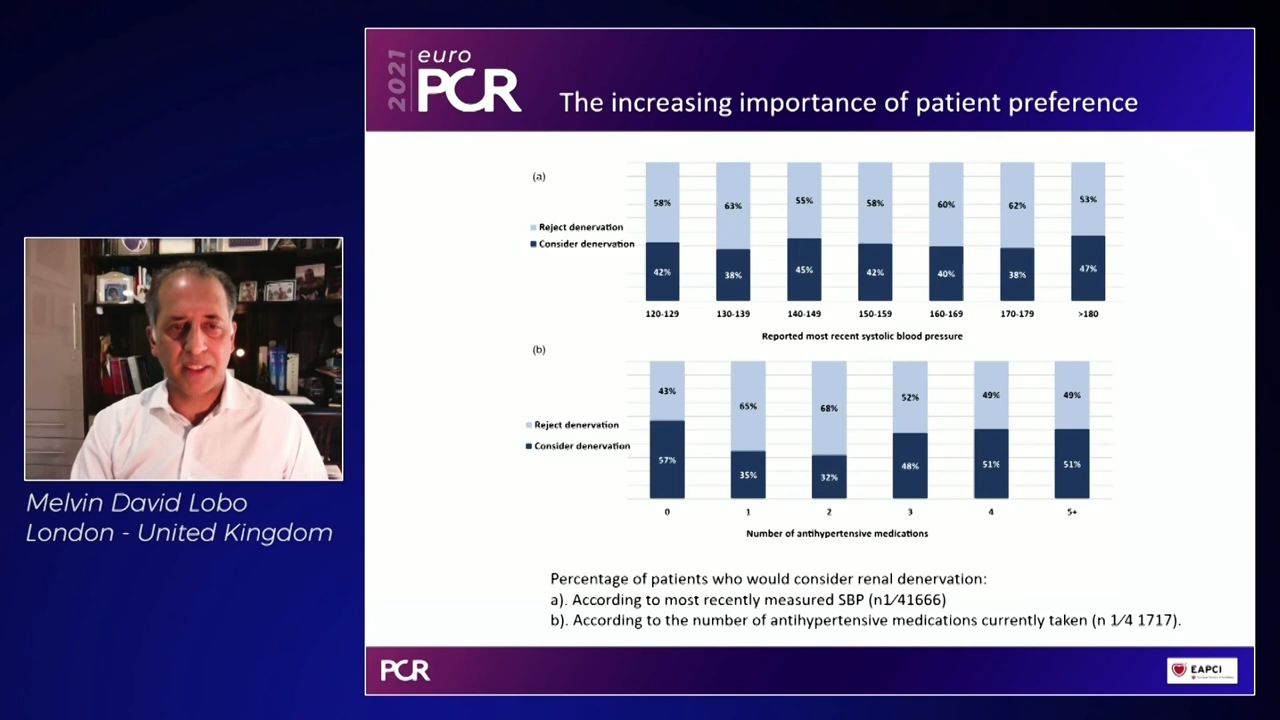 2021
euro
PCR
The increasing importance of patient preference
(a)
Reject denervation
Consider denervation
58%
63%
55%
58%
60%
62%
53%
42%
38%
45%
42%
40%
38%
47%
120-129
130-139
140-149
150-159
160-169
170-179
>180
Reported most recent systolic blood pressure
(b)
Reject denervation
Consider denervation
43%
65%
68%
52%
49%
49%
57%
35%
32%
48%
51%
51%
0
1
2
3
4
5+
Number of antihypertensive medications
Percentage of patients who would consider renal denervation:
a). According to most recently measured SBP (n1⁄41666)
b). According to the number of antihypertensive medications currently taken (n 1⁄4 1717).
Melvin David Lobo
London - United Kingdom
PCR
EAPCI